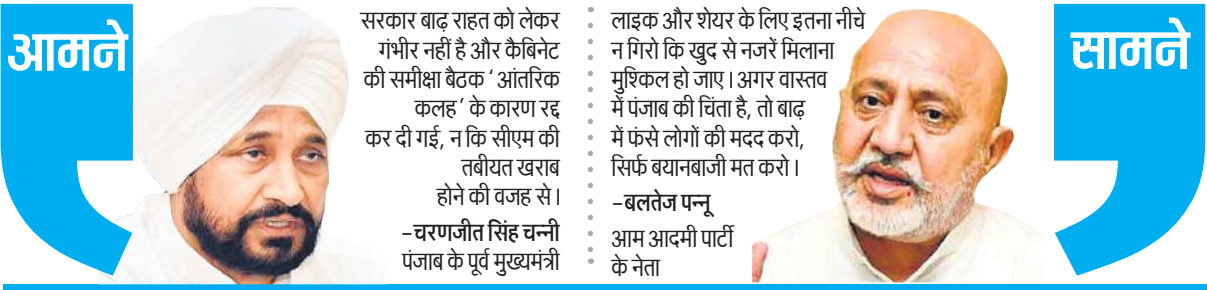 आमने
सरकार बाढ़ राहत को लेकर
गंभीर नहीं है और कैबिनेट
की समीक्षा बैठक ‘ आंतरिक
कलह’ के कारण रद्द
कर दी गई, न कि सीएम की
तबीयत खराब
होने की वजह से।
–चरणजीत सिंह चन्नी
पंजाब के पूर्व मुख्यमंत्री
लाइक और शेयर के लिए इतना नीचे
न गिरो कि खुद से नजरें मिलाना
मुश्किल हो जाए। अगर वास्तव
में पंजाब की चिंता है, तो बाढ़
में फंसे लोगों की मदद करो,
सिर्फ बयानबाजी मत करो।
–बलतेज पन्नू
आम आदमी पार्टी
के नेता
सामने